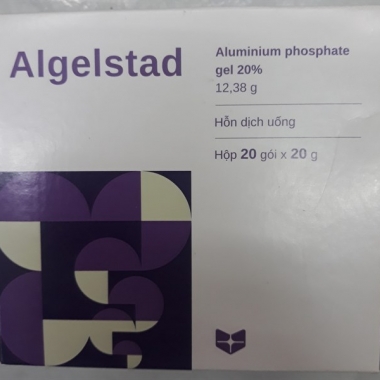 Algelstad
Aluminium phosphate
gel 20%
12,38 g
Hỗn dịch uống
Hộp 20 gói x 20 g